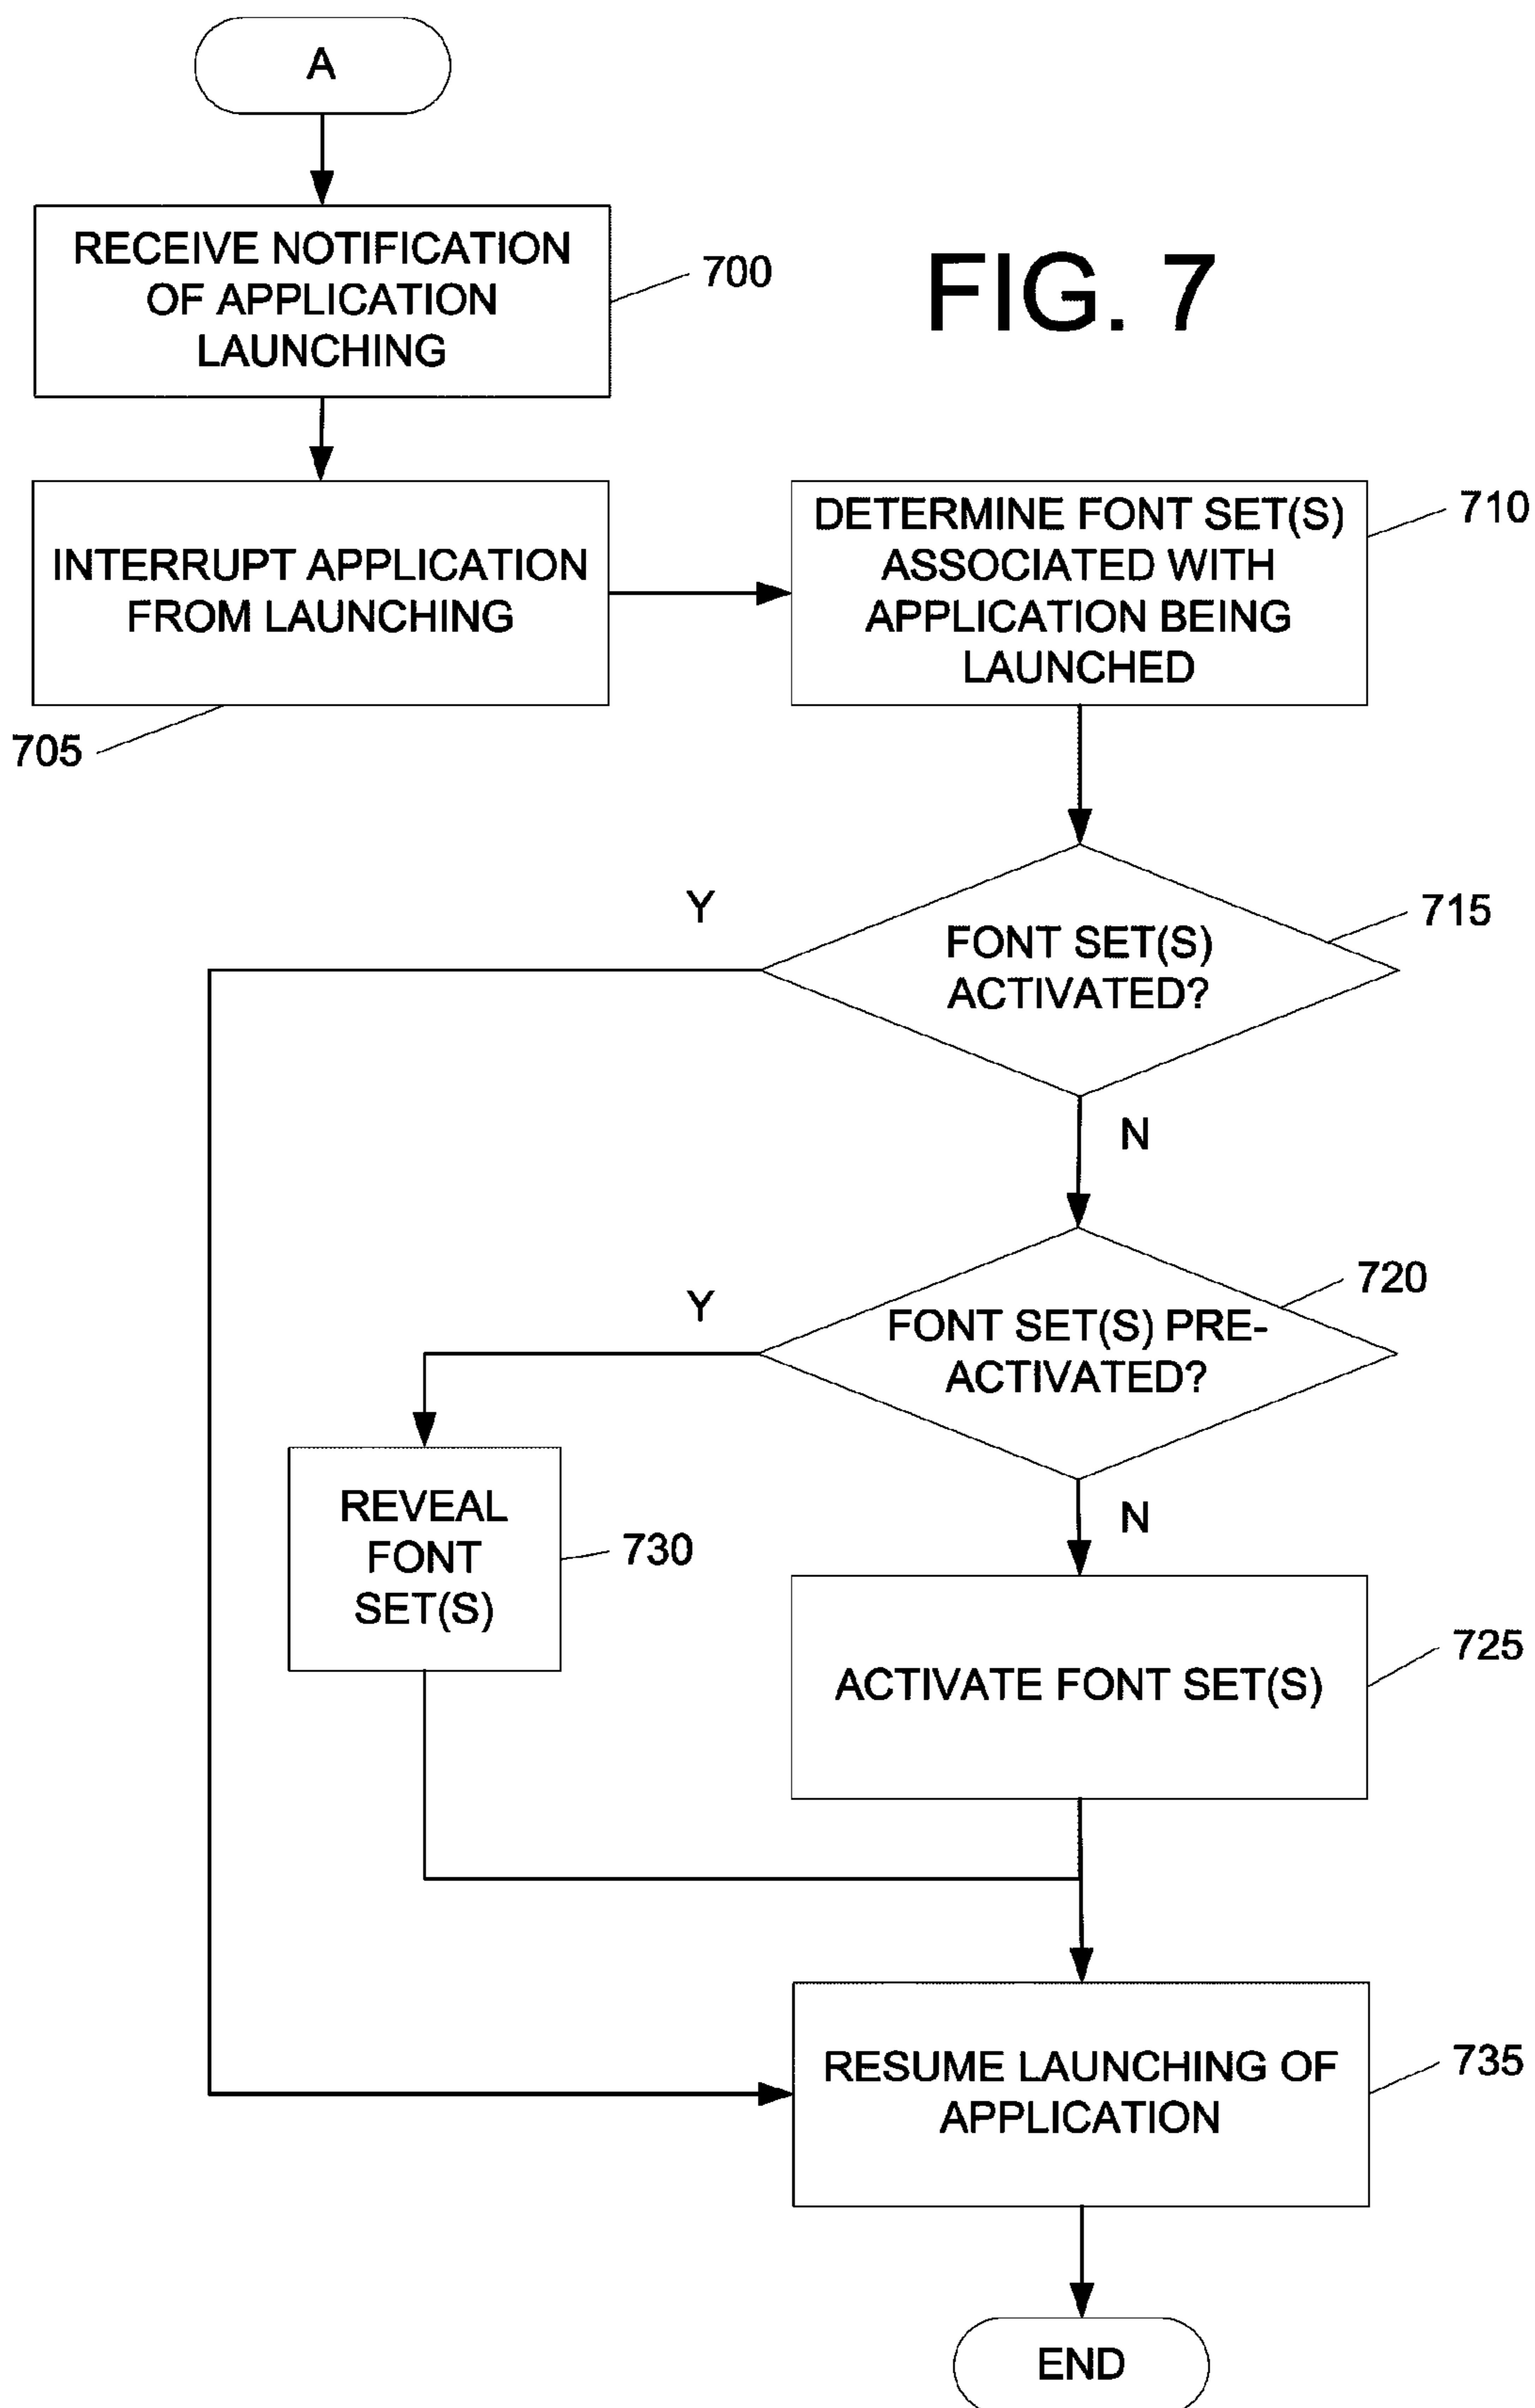 A
RECEIVE NOTIFICATION
OF APPLICATION
LAUNCHING
700
FIG. 7
INTERRUPT APPLICATION
FROM LAUNCHING
705
DETERMINE FONT SET(S)
ASSOCIATED WITH
APPLICATION BEING
LAUNCHED
710
Y
FONT SET(S)
ACTIVATED?
715
N
Y
FONT SET(S) PRE-
ACTIVATED?
720
N
REVEAL
FONT
SET(S)
730
ACTIVATE FONT SET(S)
725
RESUME LAUNCHING OF
APPLICATION
735
END